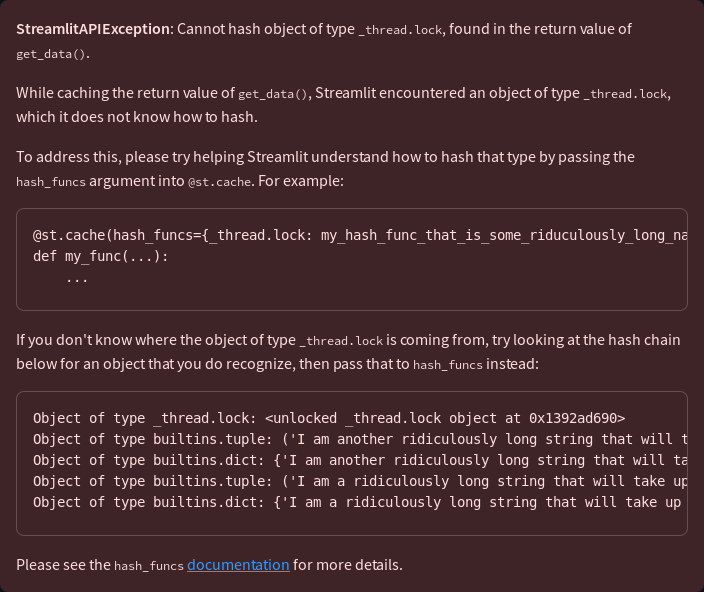 StreamlitAPIException: Cannot hash object of type _thread.lock, found in the return value of
get_data().
While caching the return value of get_data(), Streamlit encountered an object of type _thread.lock,
which it does not know how to hash.
To address this, please try helping Streamlit understand how to hash that type by passing the
hash_funcs argument into @st.cache. For example:
@st.cache(hash_funcs={_thread.lock: my_hash_func_that_is_some_riduculously_long_na
def my_func(...):
    ...
If you don't know where the object of type _thread.lock is coming from, try looking at the hash chain
below for an object that you do recognize, then pass that to hash_funcs instead:
Object of type _thread.lock: <unlocked _thread.lock object at 0x1392ad690>
Object of type builtins.tuple: ('I am another ridiculously long string that will t
Object of type builtins.dict: {'I am another ridiculously long string that will ta
Object of type builtins.tuple: ('I am a ridiculously long string that will take up
Object of type builtins.dict: {'I am a ridiculously long string that will take up
Please see the hash_funcs documentation for more details.